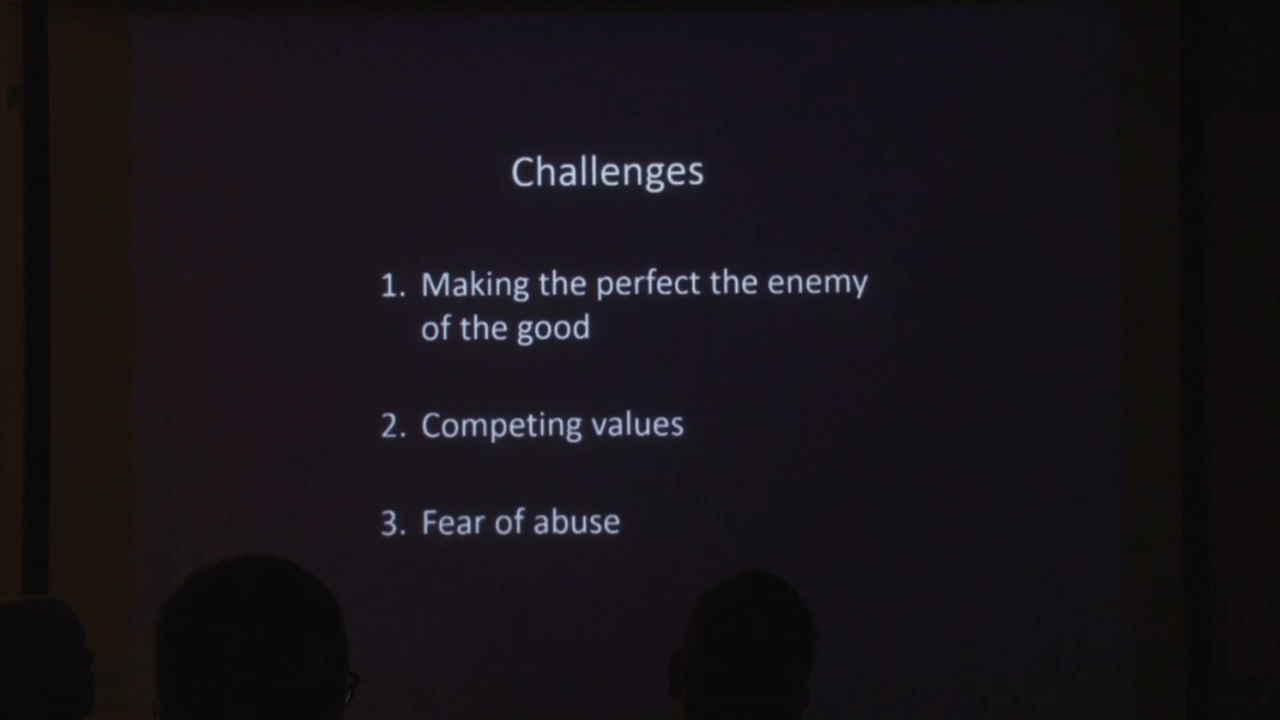 Challenges
1. Making the perfect the enemy
of the good
2. Competing values
3. Fear of abuse